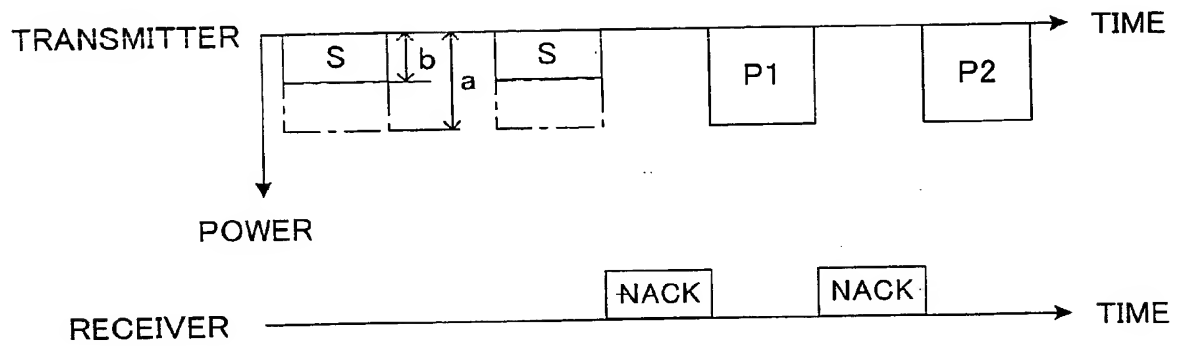 TRANSMITTER
TIME
S
b
a
S
P1
P2
POWER
NACK
NACK
RECEIVER
TIME